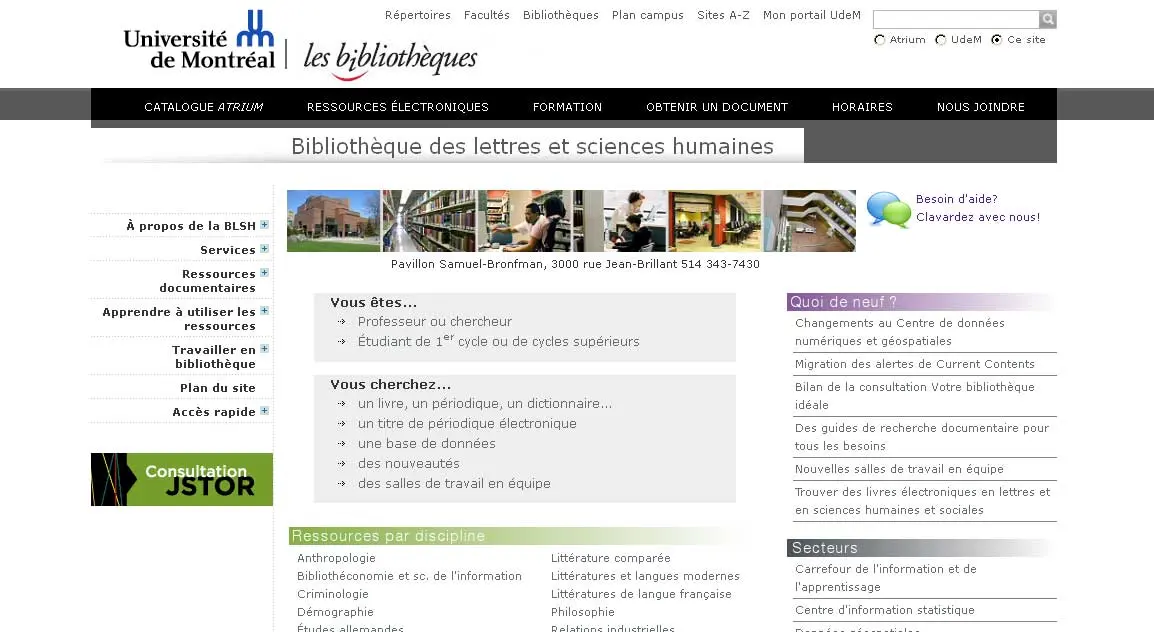 Répertoires Facultés Bibliothèques Plan campus Sites A-Z Mon portail UdeM
Université
de Montréal
les bibliothèques
Atrium UdeM Ce site
CATALOGUE ATRIUM RESSOURCES ÉLECTRONIQUES FORMATION OBTENIR UN DOCUMENT HORAIRES NOUS JOINDRE
Bibliothèque des lettres et sciences humaines
À propos de la BLSH
Services
Ressources
documentaires
Apprendre à utiliser les
ressources
Travailler en
bibliothèque
Plan du site
Accès rapide
Consultation
JSTOR
Pavillon Samuel-Bronfman, 3000 rue Jean-Brillant 514 343-7430
Vous êtes...
Professeur ou chercheur
Étudiant de 1er cycle ou de cycles supérieurs
Vous cherchez...
un livre, un périodique, un dictionnaire...
un titre de périodique électronique
une base de données
des nouveautés
des salles de travail en équipe
Ressources par discipline
Anthropologie
Bibliothéconomie et sc. de l'information
Criminologie
Démographie
Études allemandes
Littérature comparée
Littératures et langues modernes
Littératures de langue française
Philosophie
Relations industrielles
Besoin d'aide?
Clavardez avec nous!
Quoi de neuf ?
Changements au Centre de données
numériques et géospatiales
Migration des alertes de Current Contents
Bilan de la consultation Votre bibliothèque
idéale
Des guides de recherche documentaire pour
tous les besoins
Nouvelles salles de travail en équipe
Trouver des livres électroniques en lettres et
en sciences humaines et sociales
Secteurs
Carrefour de l'information et de
l'apprentissage
Centre d'information statistique
Données géospatiales